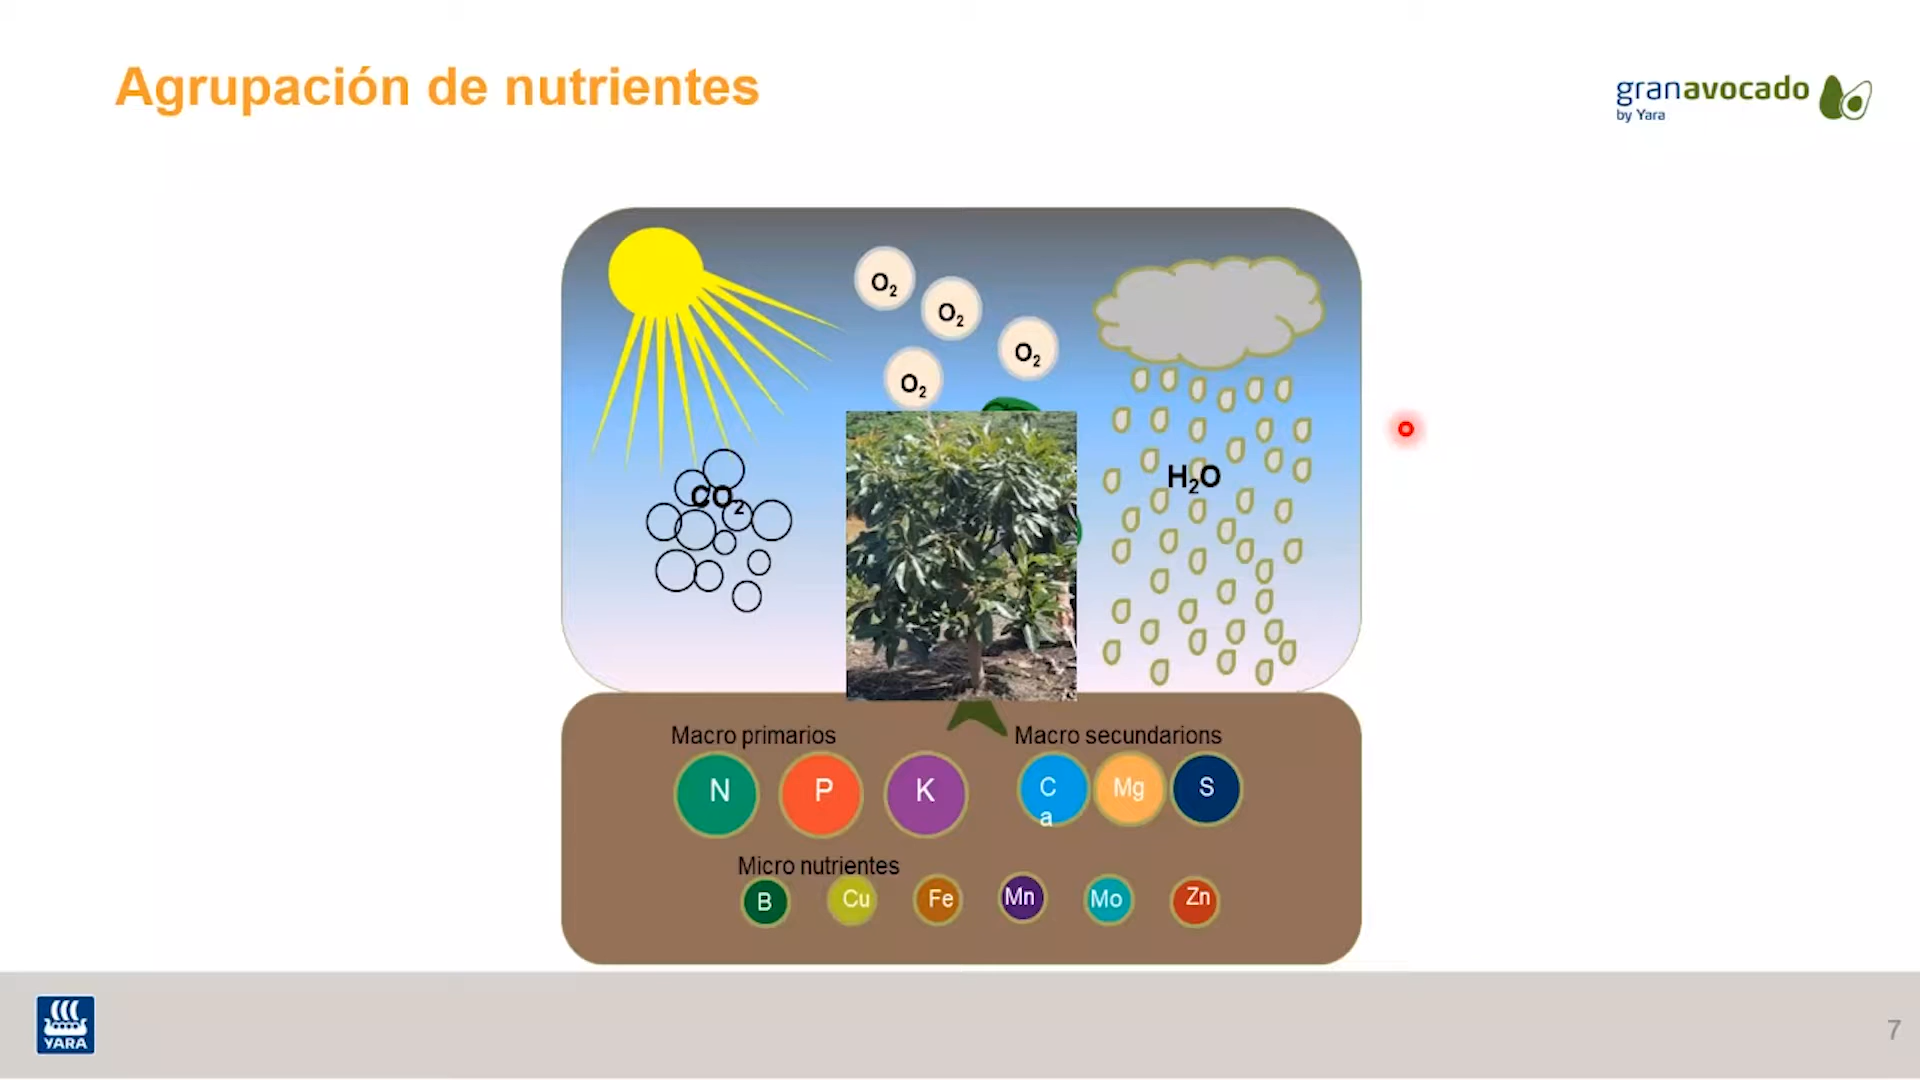 Agrupación de nutrientes
granavocado
by Yara
O₂
O₂
O₂
O₂
CO₂
H₂O
Macro primarios
Macro secundarions
N P K
Ca Mg S
Micro nutrientes
B Cu Fe Mn Mo Zn
YARA
7